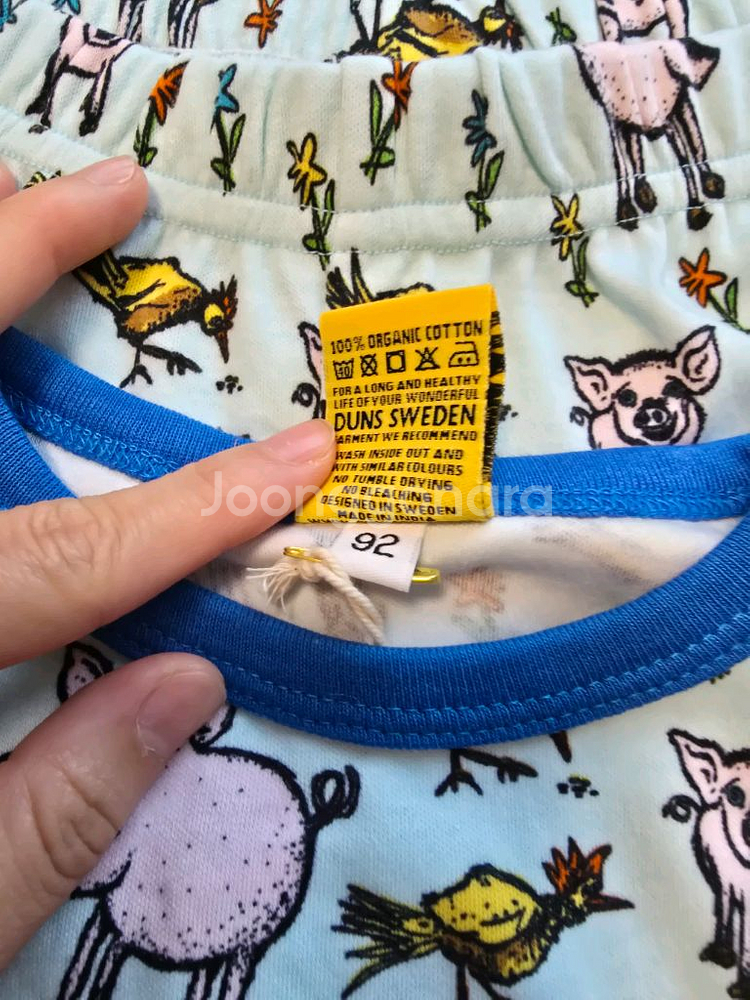 100% ORGANIC COTTON
40
FOR A LONG AND HEALTHY
LIFE OF YOUR WONDERFUL
DUNS SWEDEN
GARMENT WE RECOMMEND
WASH INSIDE OUT AND
WITH SIMILAR COLOURS
NO TUMBLE DRYING
NO BLEACHING
DESIGNED IN SWEDEN
MADE IN INDIA
92